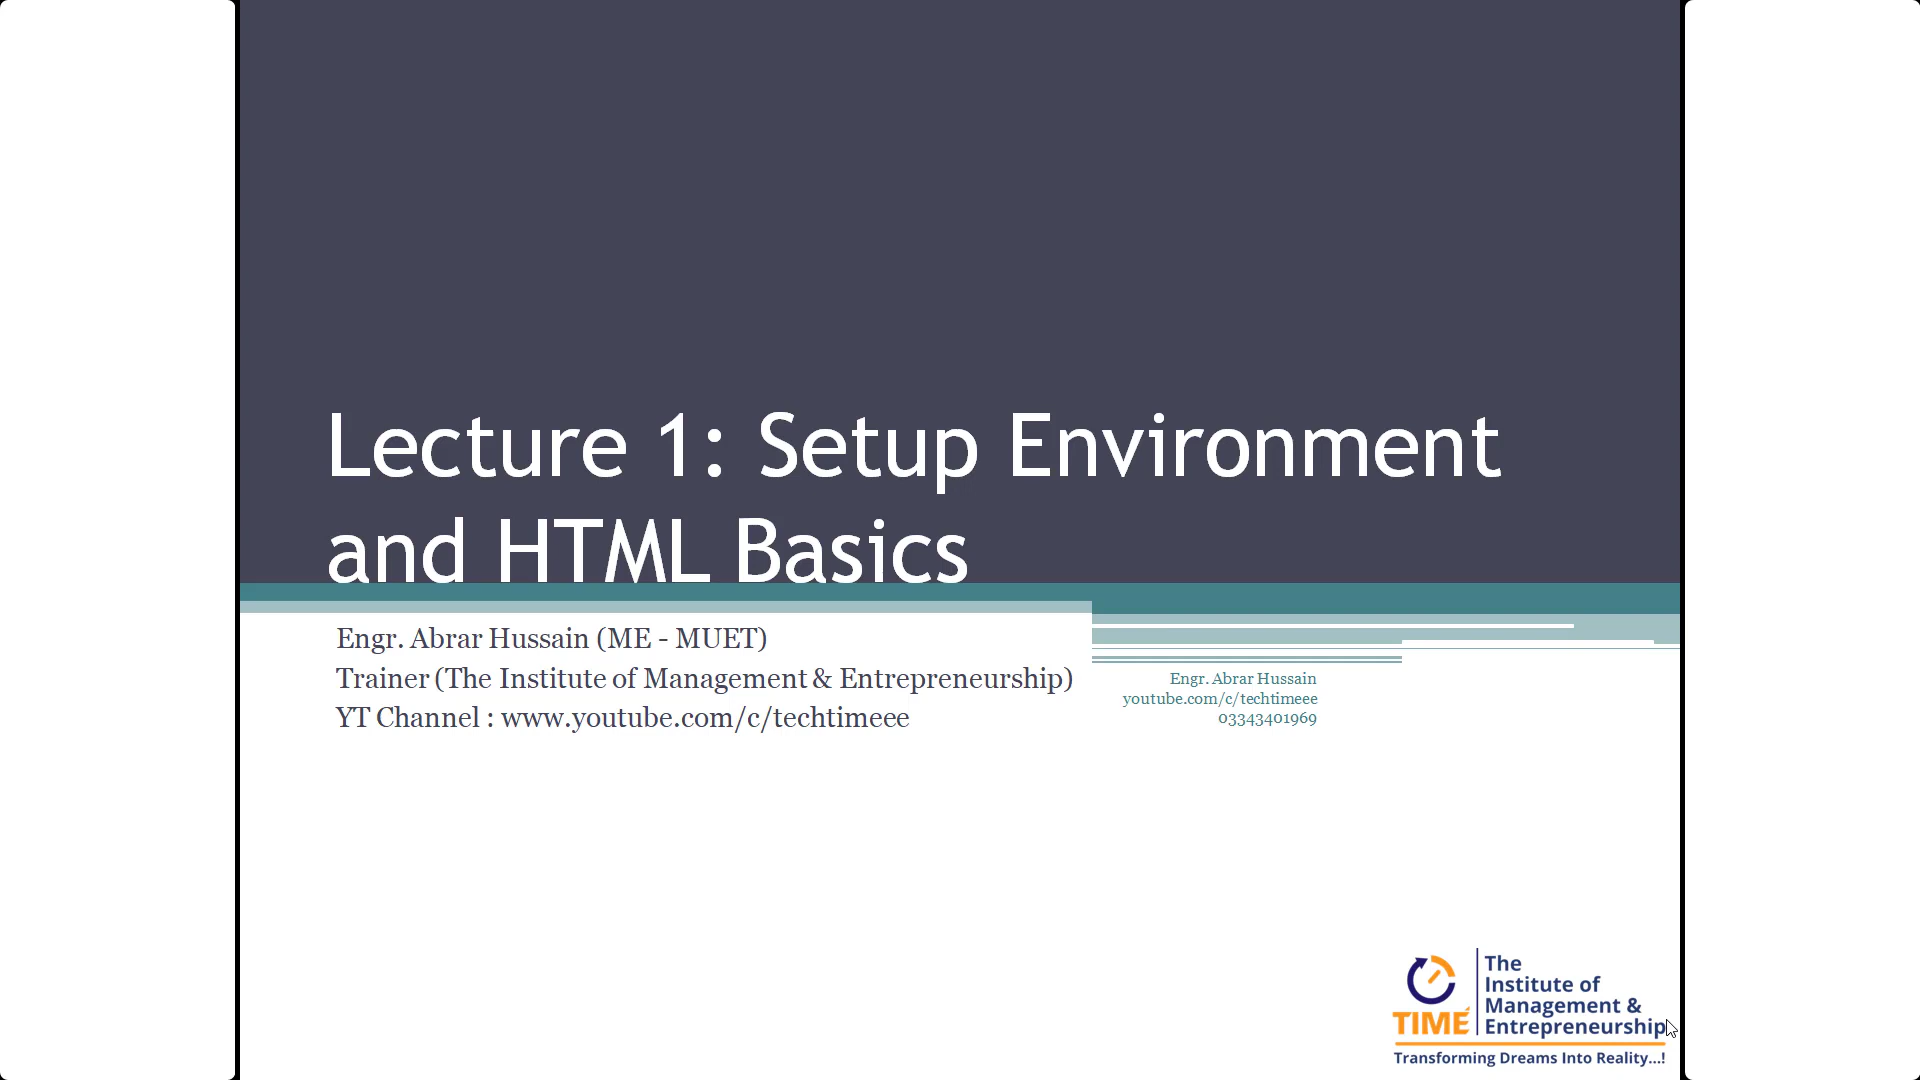 Lecture 1: Setup Environment
and HTML Basics
Engr. Abrar Hussain (ME - MUET)
Trainer (The Institute of Management & Entrepreneurship)
YT Channel : www.youtube.com/c/techtimeee
Engr. Abrar Hussain
youtube.com/c/techtimeee
03343401969
TIME
The
Institute of
Management &
Entrepreneurship
Transforming Dreams Into Reality...!